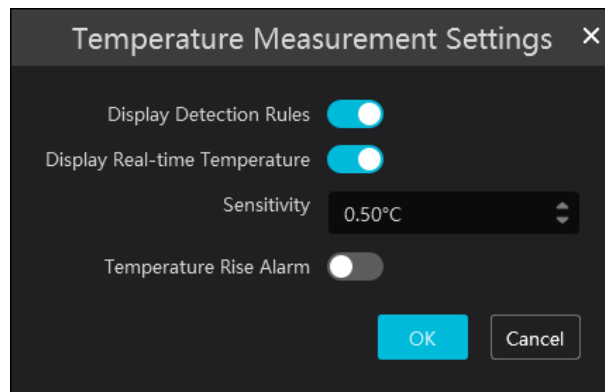 Temperature Measurement Settings
Display Detection Rules
Display Real-time Temperature
Sensitivity 0.50°C
Temperature Rise Alarm
OK Cancel